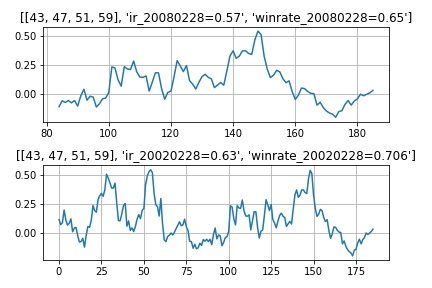 [[43, 47, 51, 59], 'ir_20080228=0.57', 'winrate_20080228=0.65']
0.50
0.25
0.00
80 100 120 140 160 180
[[43, 47, 51, 59], 'ir_20020228=0.63', 'winrate_20020228=0.706']
0.50
0.25
0.00
0 25 50 75 100 125 150 175